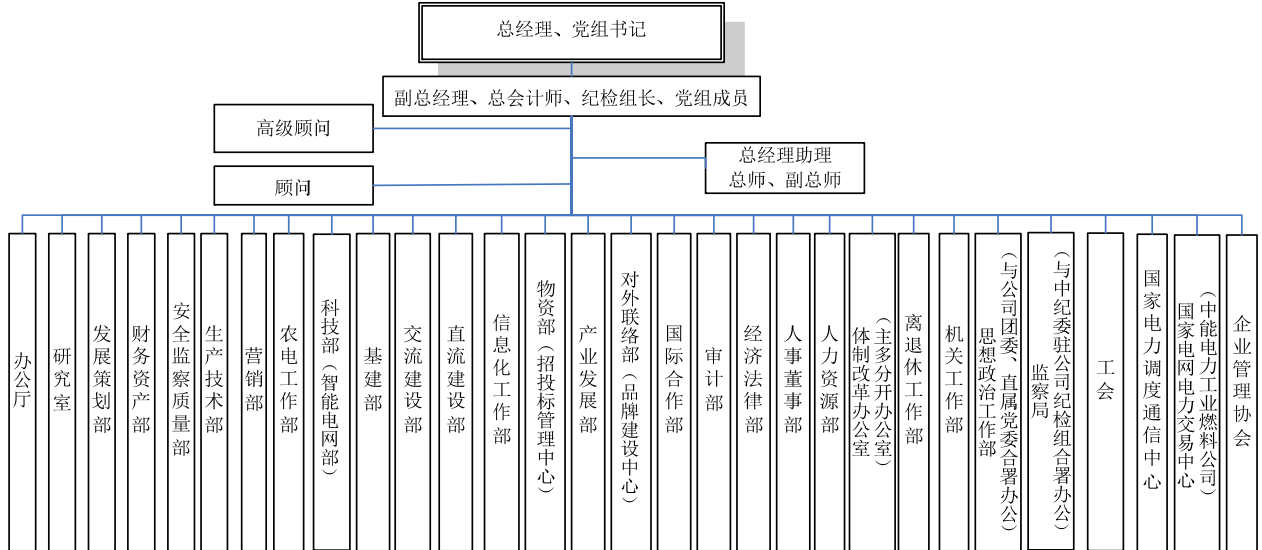 总经理、党组书记
副总经理、总会计师、纪检组长、党组成员
高级顾问
总经理助理
总师、副总师
顾问
办公厅
研究室
发展策划部
财务资产部
安全监察质量部
生产技术部
营销部
农电工作部
科技部（智能电网部）
基建部
交流建设部
直流建设部
信息化工作部
物资部（招投标管理中心）
产业发展部
对外联络部（品牌建设中心）
国际合作部
审计部
经济法律部
人事董事部
人力资源部
体制改革办公室
（主多分开办公室）
离退休工作部
机关工作部
思想政治工作部
（与公司团委、直属党委合署办公）
监察局
（与中纪委驻公司纪检组合署办公）
工会
国家电力调度通信中心
国家电网电力交易中心
（中能电力工业燃料公司）
企业管理协会